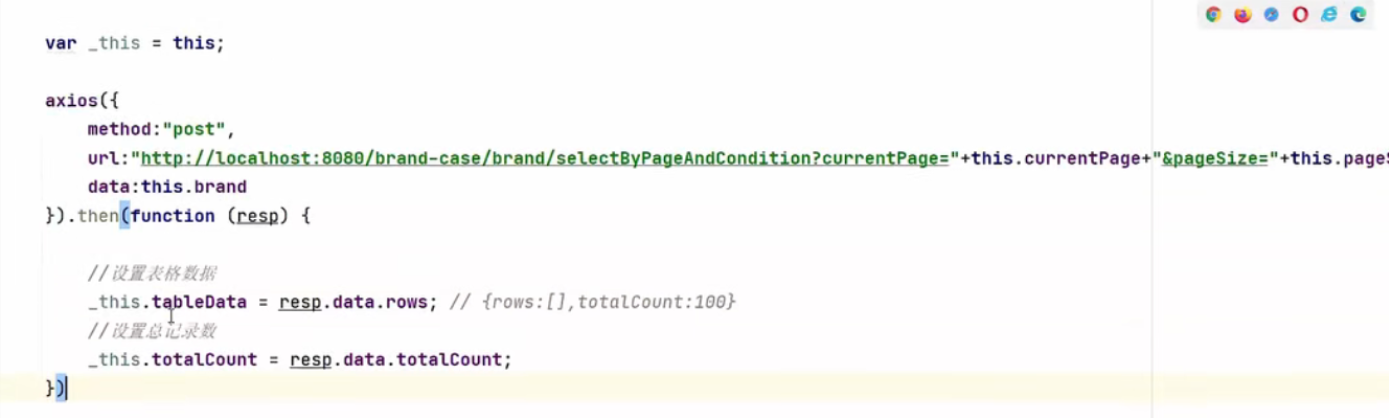 var _this = this;
axios({
method:"post",
url:"http://localhost:8080/brand-case/brand/selectByPageAndCondition?currentPage="+this.currentPage+"&pageSize="+this.page
data:this.brand
}).then(function (resp) {
//设置表格数据
_this.tableData = resp.data.rows; // {rows:[],totalCount:100}
//设置总记录数
_this.totalCount = resp.data.totalCount;
})